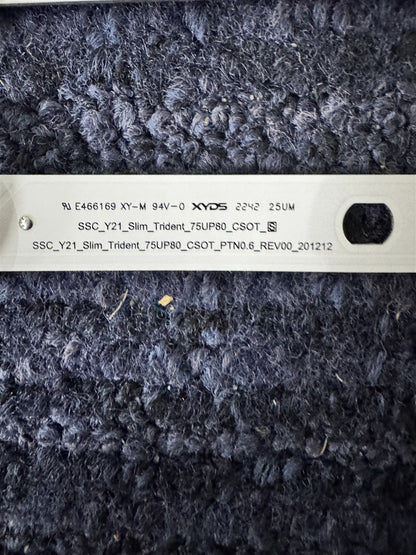 E466169 XY-M 94V-0 XYDS 2242 25UM
SSC_Y21_Slim_Trident_75UP80_CSOT_S
SSC_Y21_Slim_Trident_75UP80_CSOT_PTN0.6_REV00_201212